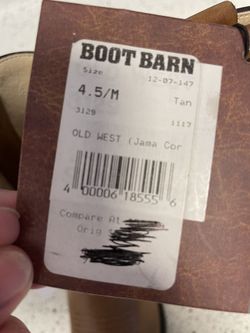 BOOT BARN
Size 12-07-147
4.5/M Tan
3129 1117
OLD WEST (Jama Cor
4 00006 18555 6
Compare At
Orig $